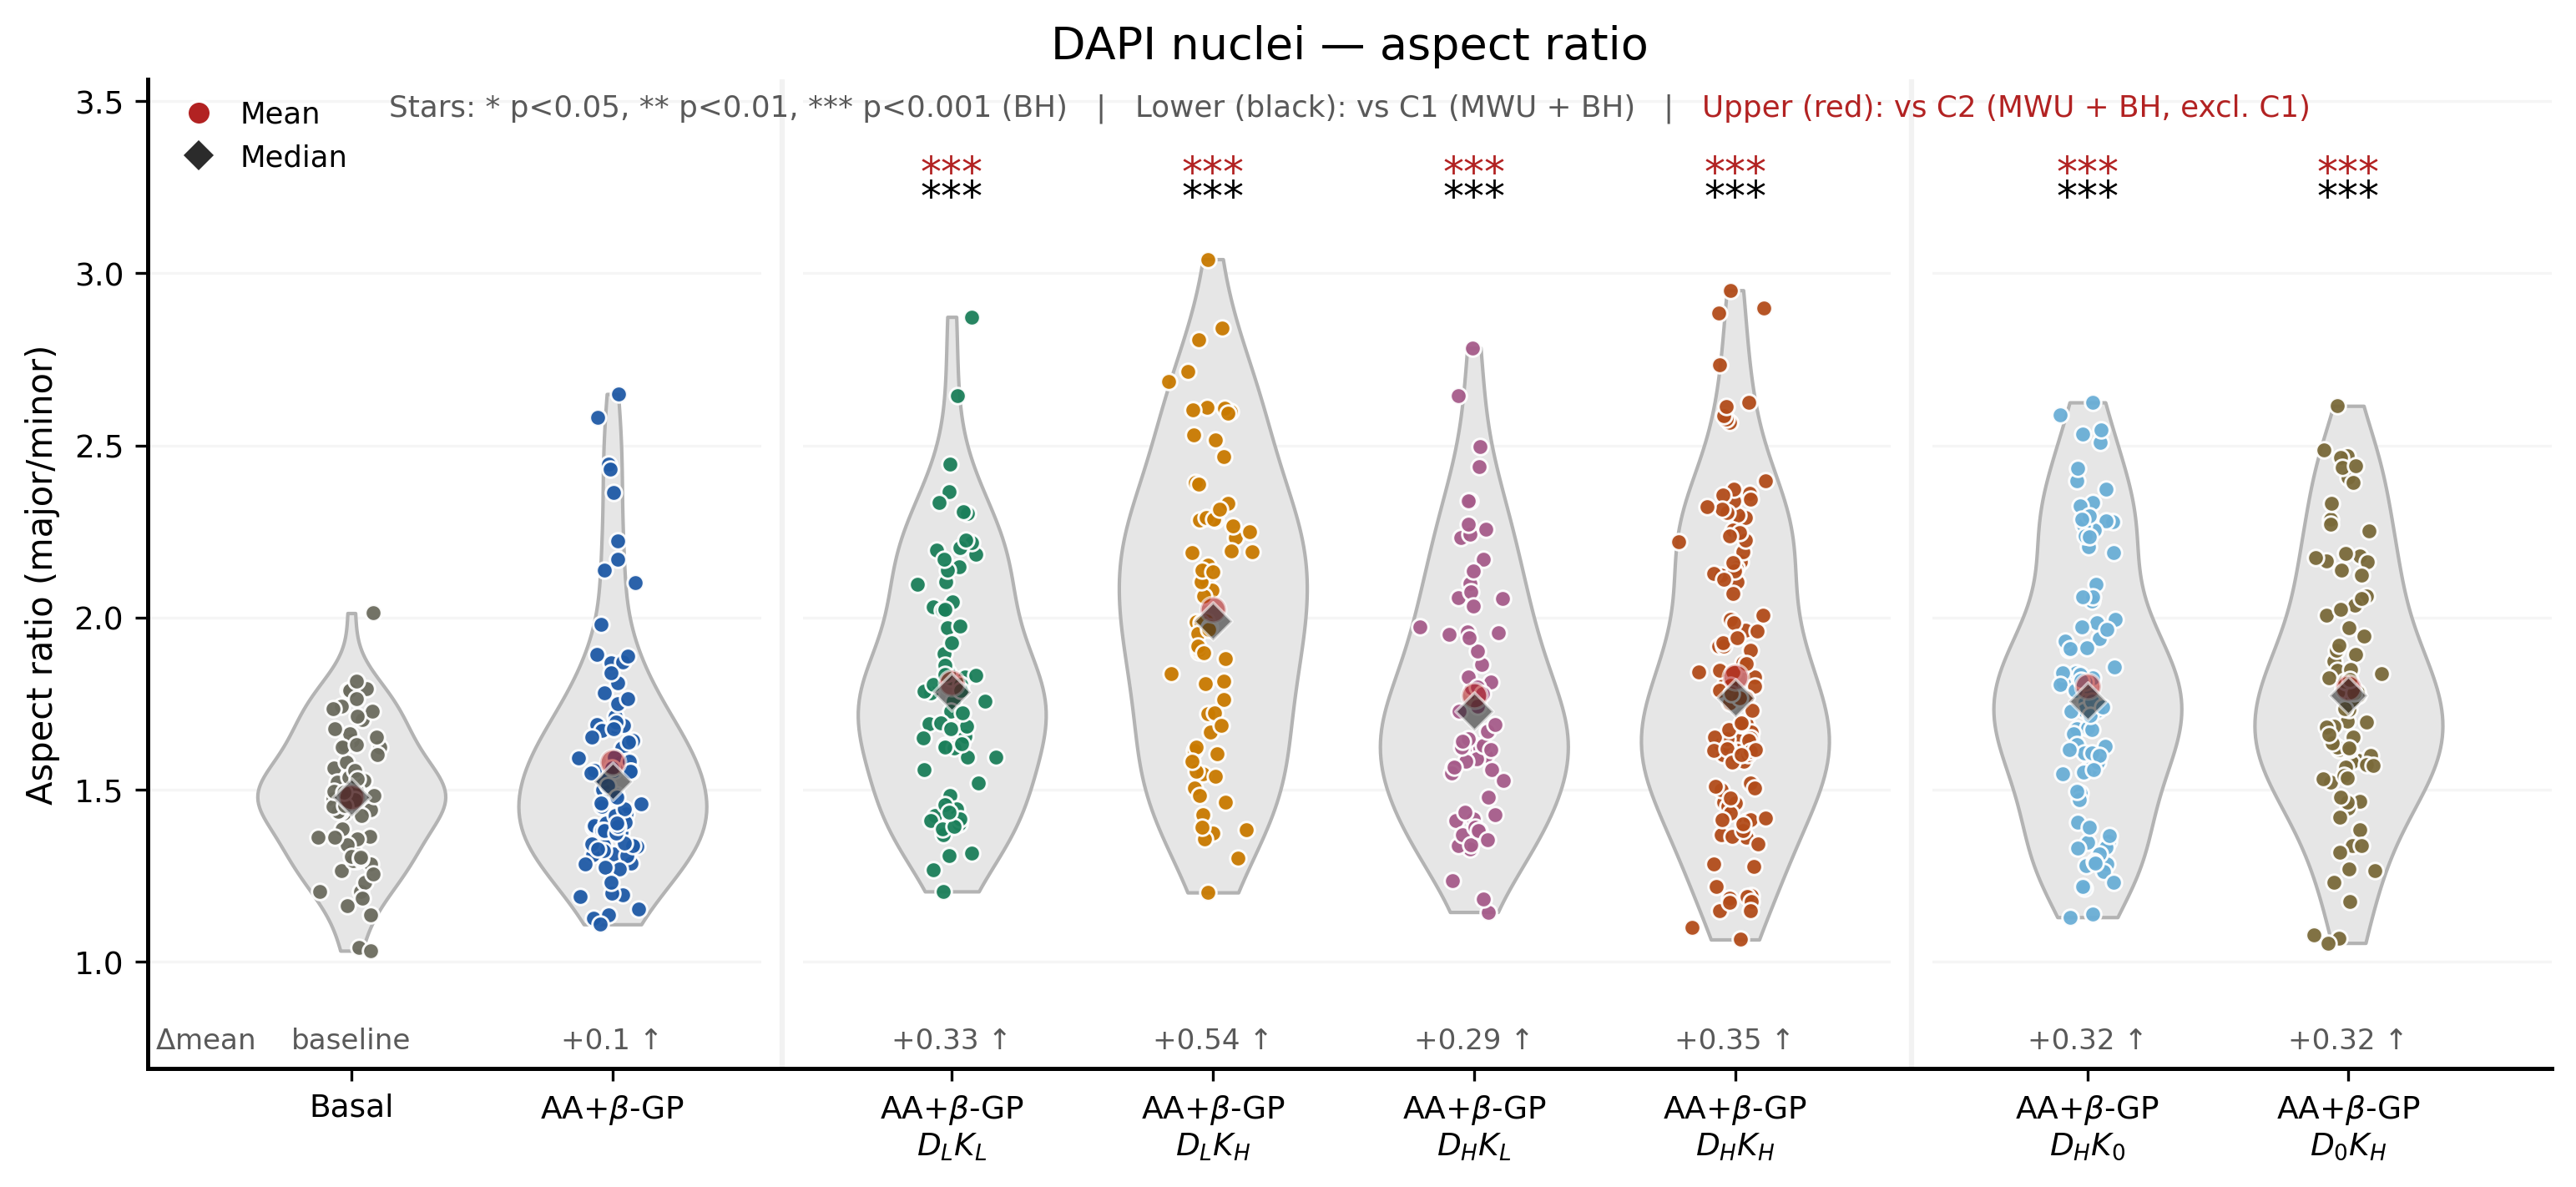 DAPI nuclei — aspect ratio
Stars: * p<0.05, ** p<0.01, *** p<0.001 (BH) | Lower (black): vs C1 (MWU + BH) | Upper (red): vs C2 (MWU + BH, excl. C1)
Mean
Median
*** *** *** *** *** ***
*** *** *** *** *** ***
Aspect ratio (major/minor)
3.5
3.0
2.5
2.0
1.5
1.0
Δmean baseline +0.1 ↑ +0.33 ↑ +0.54 ↑ +0.29 ↑ +0.35 ↑ +0.32 ↑ +0.32 ↑
Basal AA+β-GP AA+β-GP AA+β-GP AA+β-GP AA+β-GP AA+β-GP AA+β-GP
D_LK_L D_LK_H D_HK_L D_HK_H D_HK_0 D_0K_H